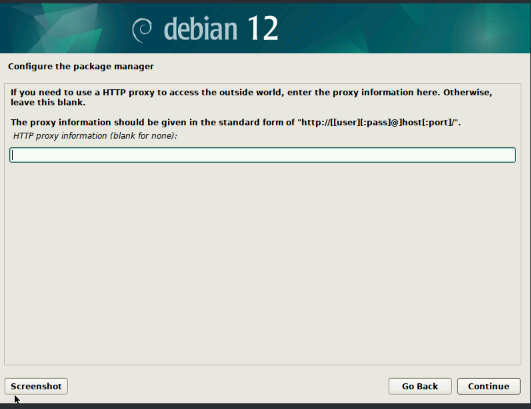 debian 12
Configure the package manager
If you need to use a HTTP proxy to access the outside world, enter the proxy information here. Otherwise,
leave this blank.
The proxy information should be given in the standard form of "http://[[user][:pass]@]host[:port]/".
HTTP proxy information (blank for none):
Screenshot
Go Back
Continue